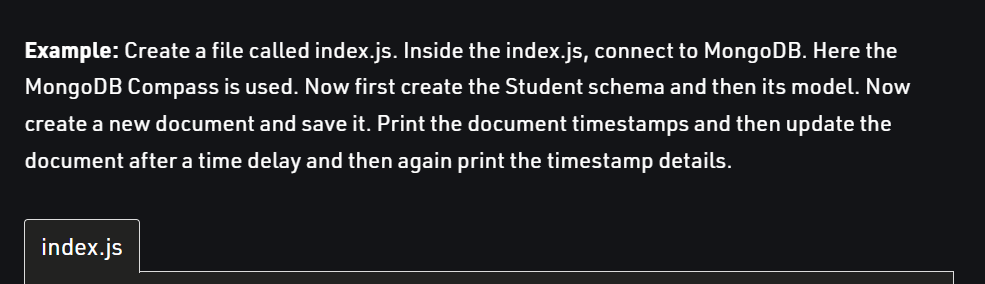 Example: Create a file called index.js. Inside the index.js, connect to MongoDB. Here the
MongoDB Compass is used. Now first create the Student schema and then its model. Now
create a new document and save it. Print the document timestamps and then update the
document after a time delay and then again print the timestamp details.
index.js